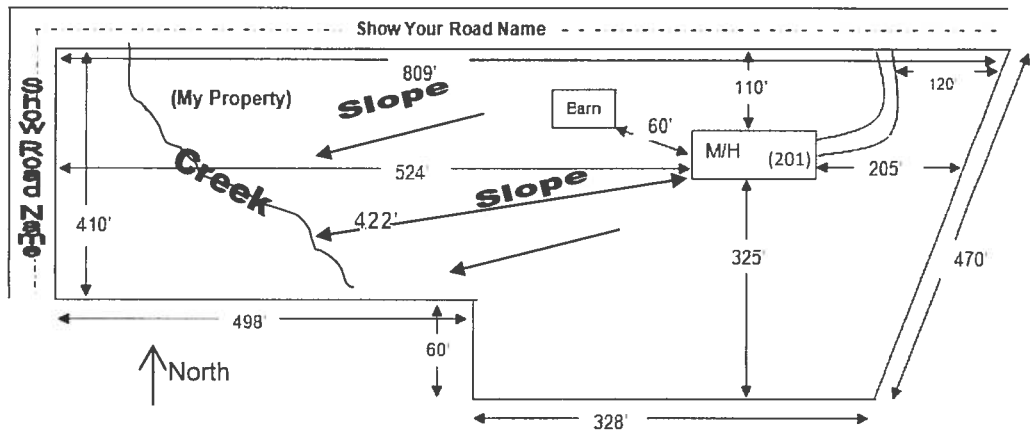 Show Your Road Name
809'
110'
120'
(My Property)
Slope
Barn
60'
Show Road Name
M/H
(201)
Creek
524'
205'
Slope
422'
410'
325'
470'
498'
60'
North
328'